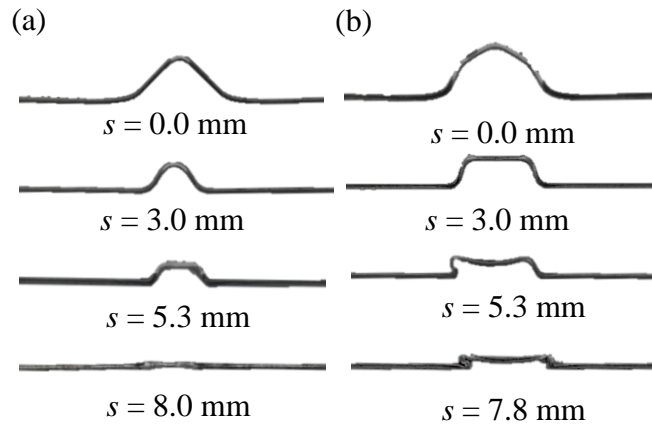 (a)
s = 0.0 mm
s = 3.0 mm
s = 5.3 mm
s = 8.0 mm
(b)
s = 0.0 mm
s = 3.0 mm
s = 5.3 mm
s = 7.8 mm